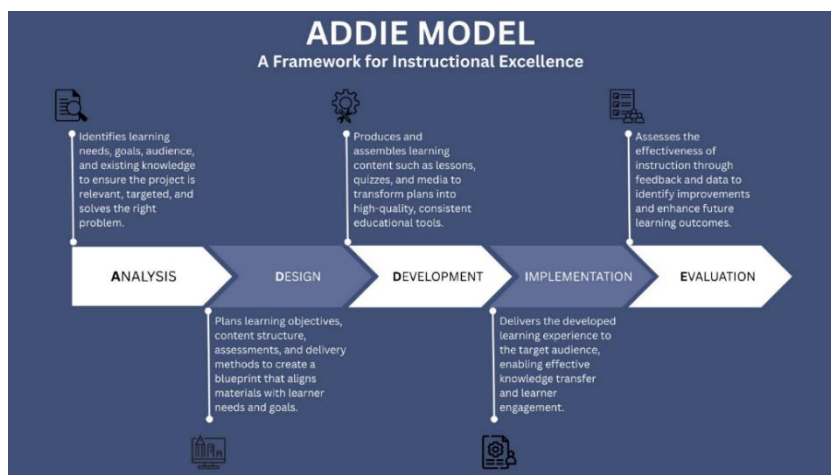 ADDIE MODEL
A Framework for Instructional Excellence
Identifies learning
needs, goals, audience,
and existing knowledge
to ensure the project is
relevant, targeted, and
solves the right
problem.
Produces and
assembles learning
content such as lessons,
quizzes, and media to
transform plans into
high-quality, consistent
educational tools.
Assesses the
effectiveness of
instruction through
feedback and data to
identify improvements
and enhance future
learning outcomes.
ANALYSIS
DESIGN
DEVELOPMENT
IMPLEMENTATION
EVALUATION
Plans learning objectives,
content structure,
assessments, and delivery
methods to create a
blueprint that aligns
materials with learner
needs and goals.
Delivers the developed
learning experience to
the target audience,
enabling effective
knowledge transfer
and learner
engagement.